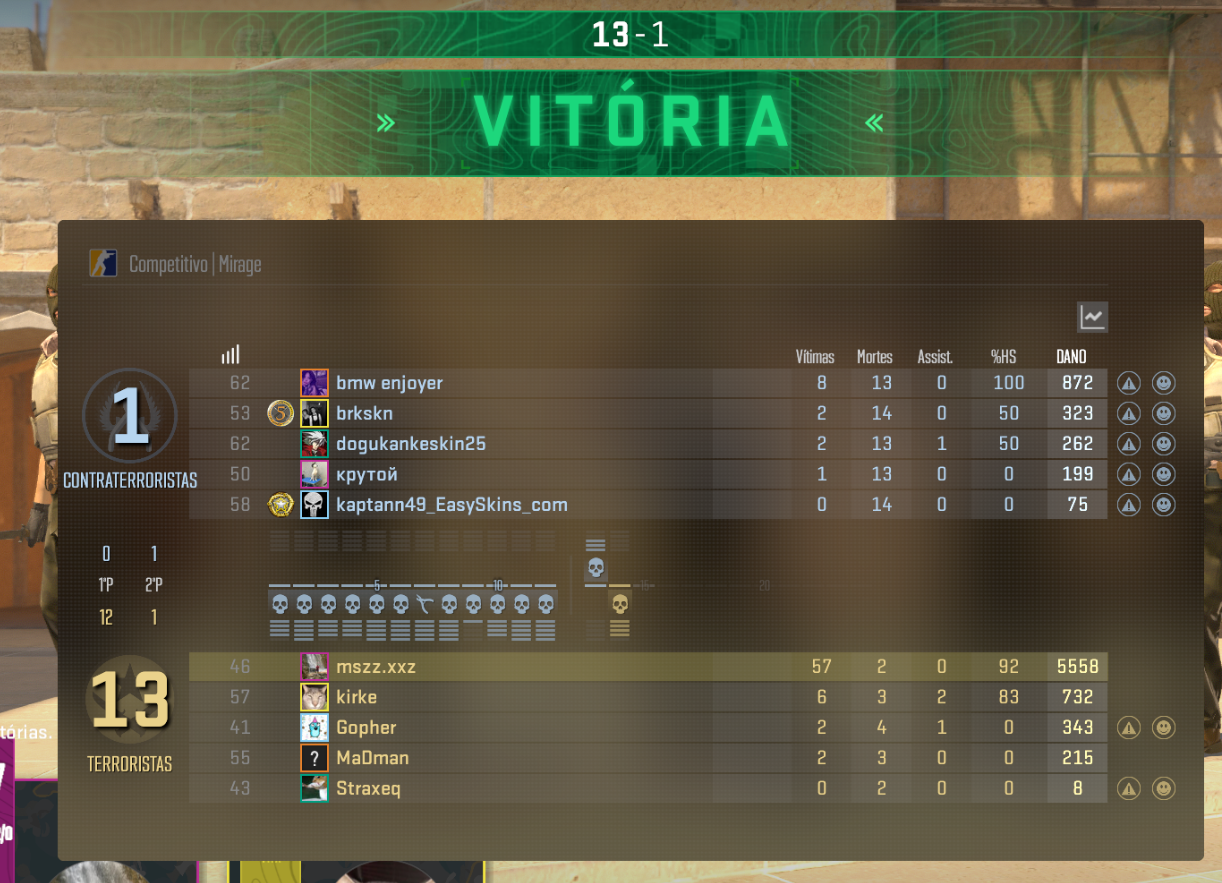 13-1
» VITÓRIA «
Competitivo | Mirage
Vítimas Mortes Assist. %HS DANO
62 bmw enjoyer 8 13 0 100 872
53 5 brkskn 2 14 0 50 323
62 dogukankeskin25 2 13 1 50 262
50 крутой 1 13 0 0 199
58 kaptann49_EasySkins_com 0 14 0 0 75
1
CONTRATERRORISTAS
0 1
1ºP 2ºP
12 1
5 10 15 20
46 mszz.xxz 57 2 0 92 5558
57 kirke 6 3 2 83 732
41 Gopher 2 4 1 0 343
55 ? MaDman 2 3 0 0 215
43 Straxeq 0 2 0 0 8
13
TERRORISTAS
tórias.